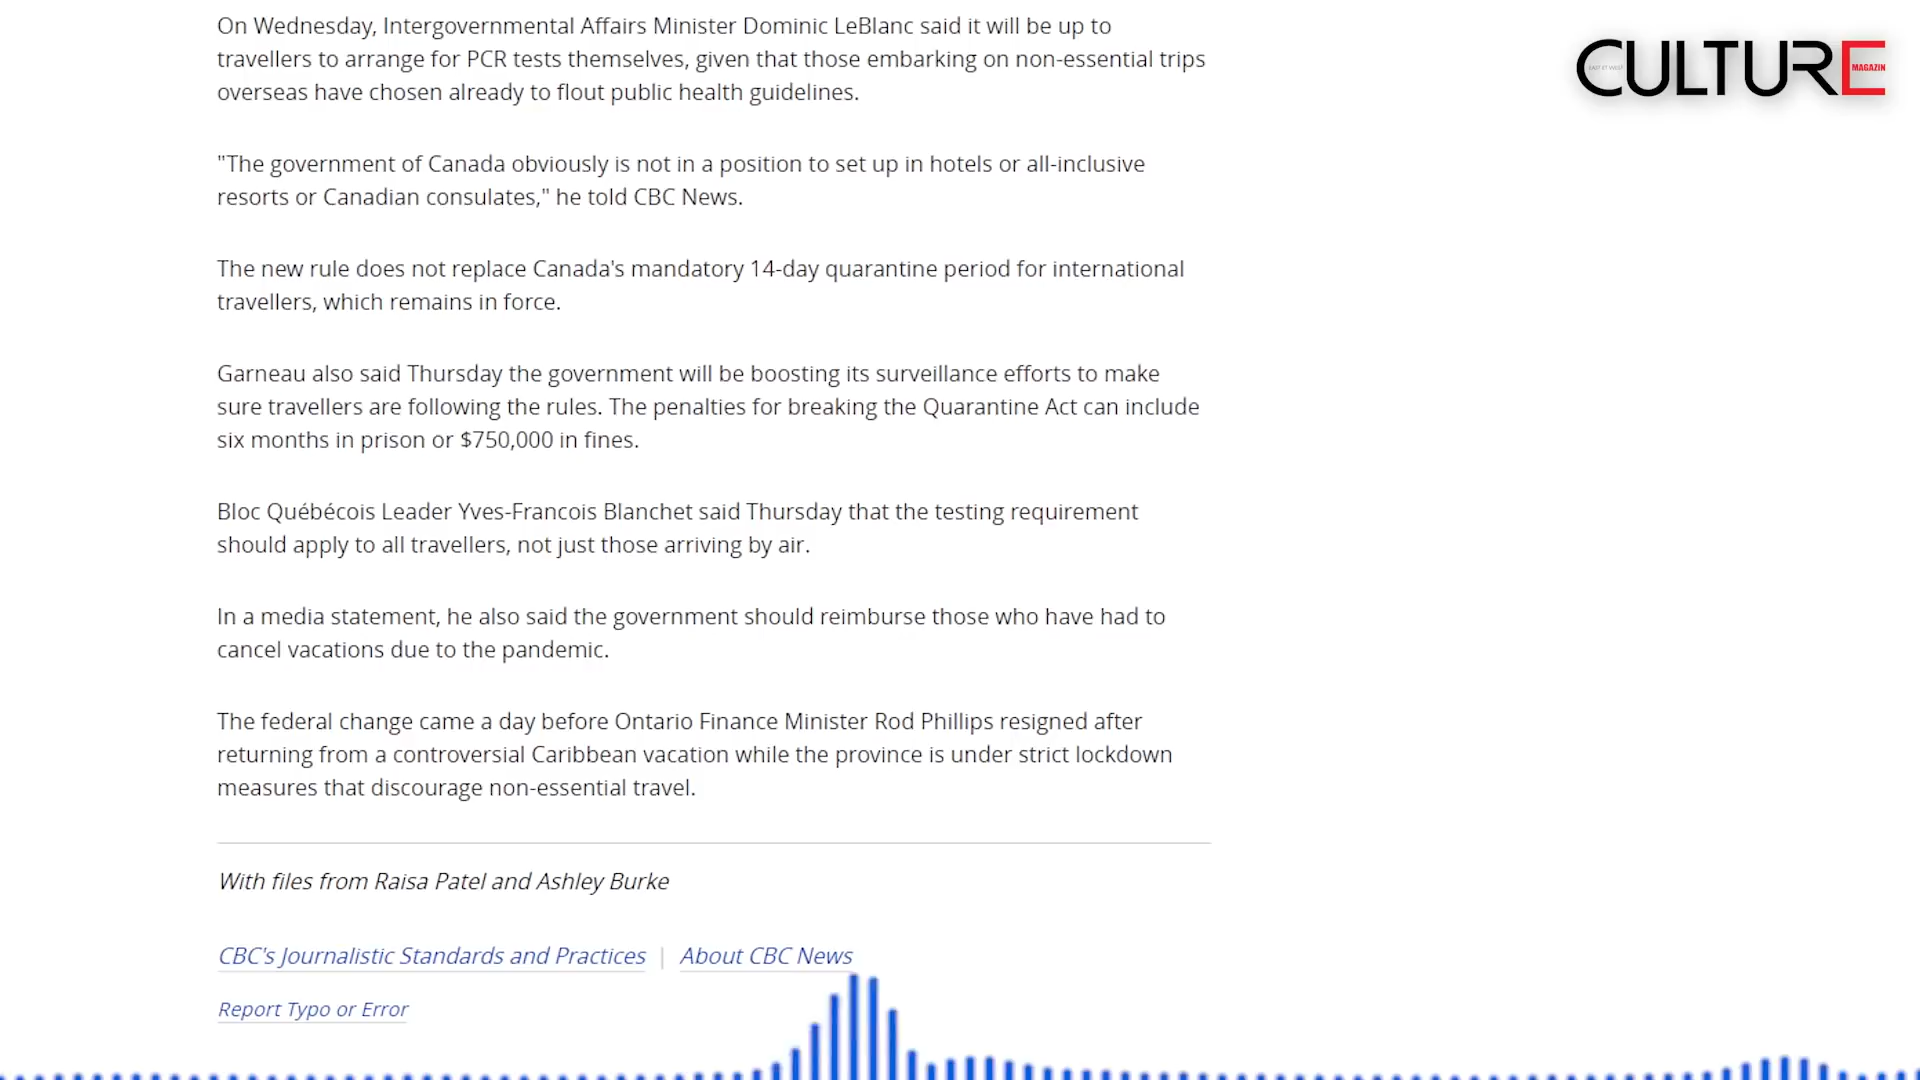 On Wednesday, Intergovernmental Affairs Minister Dominic LeBlanc said it will be up to
travellers to arrange for PCR tests themselves, given that those embarking on non-essential trips
overseas have chosen already to flout public health guidelines.
"The government of Canada obviously is not in a position to set up in hotels or all-inclusive
resorts or Canadian consulates," he told CBC News.
The new rule does not replace Canada's mandatory 14-day quarantine period for international
travellers, which remains in force.
Garneau also said Thursday the government will be boosting its surveillance efforts to make
sure travellers are following the rules. The penalties for breaking the Quarantine Act can include
six months in prison or $750,000 in fines.
Bloc Québécois Leader Yves-Francois Blanchet said Thursday that the testing requirement
should apply to all travellers, not just those arriving by air.
In a media statement, he also said the government should reimburse those who have had to
cancel vacations due to the pandemic.
The federal change came a day before Ontario Finance Minister Rod Phillips resigned after
returning from a controversial Caribbean vacation while the province is under strict lockdown
measures that discourage non-essential travel.
With files from Raisa Patel and Ashley Burke
CBC's Journalistic Standards and Practices | About CBC News
Report Typo or Error
CULTURE
MAGAZIN